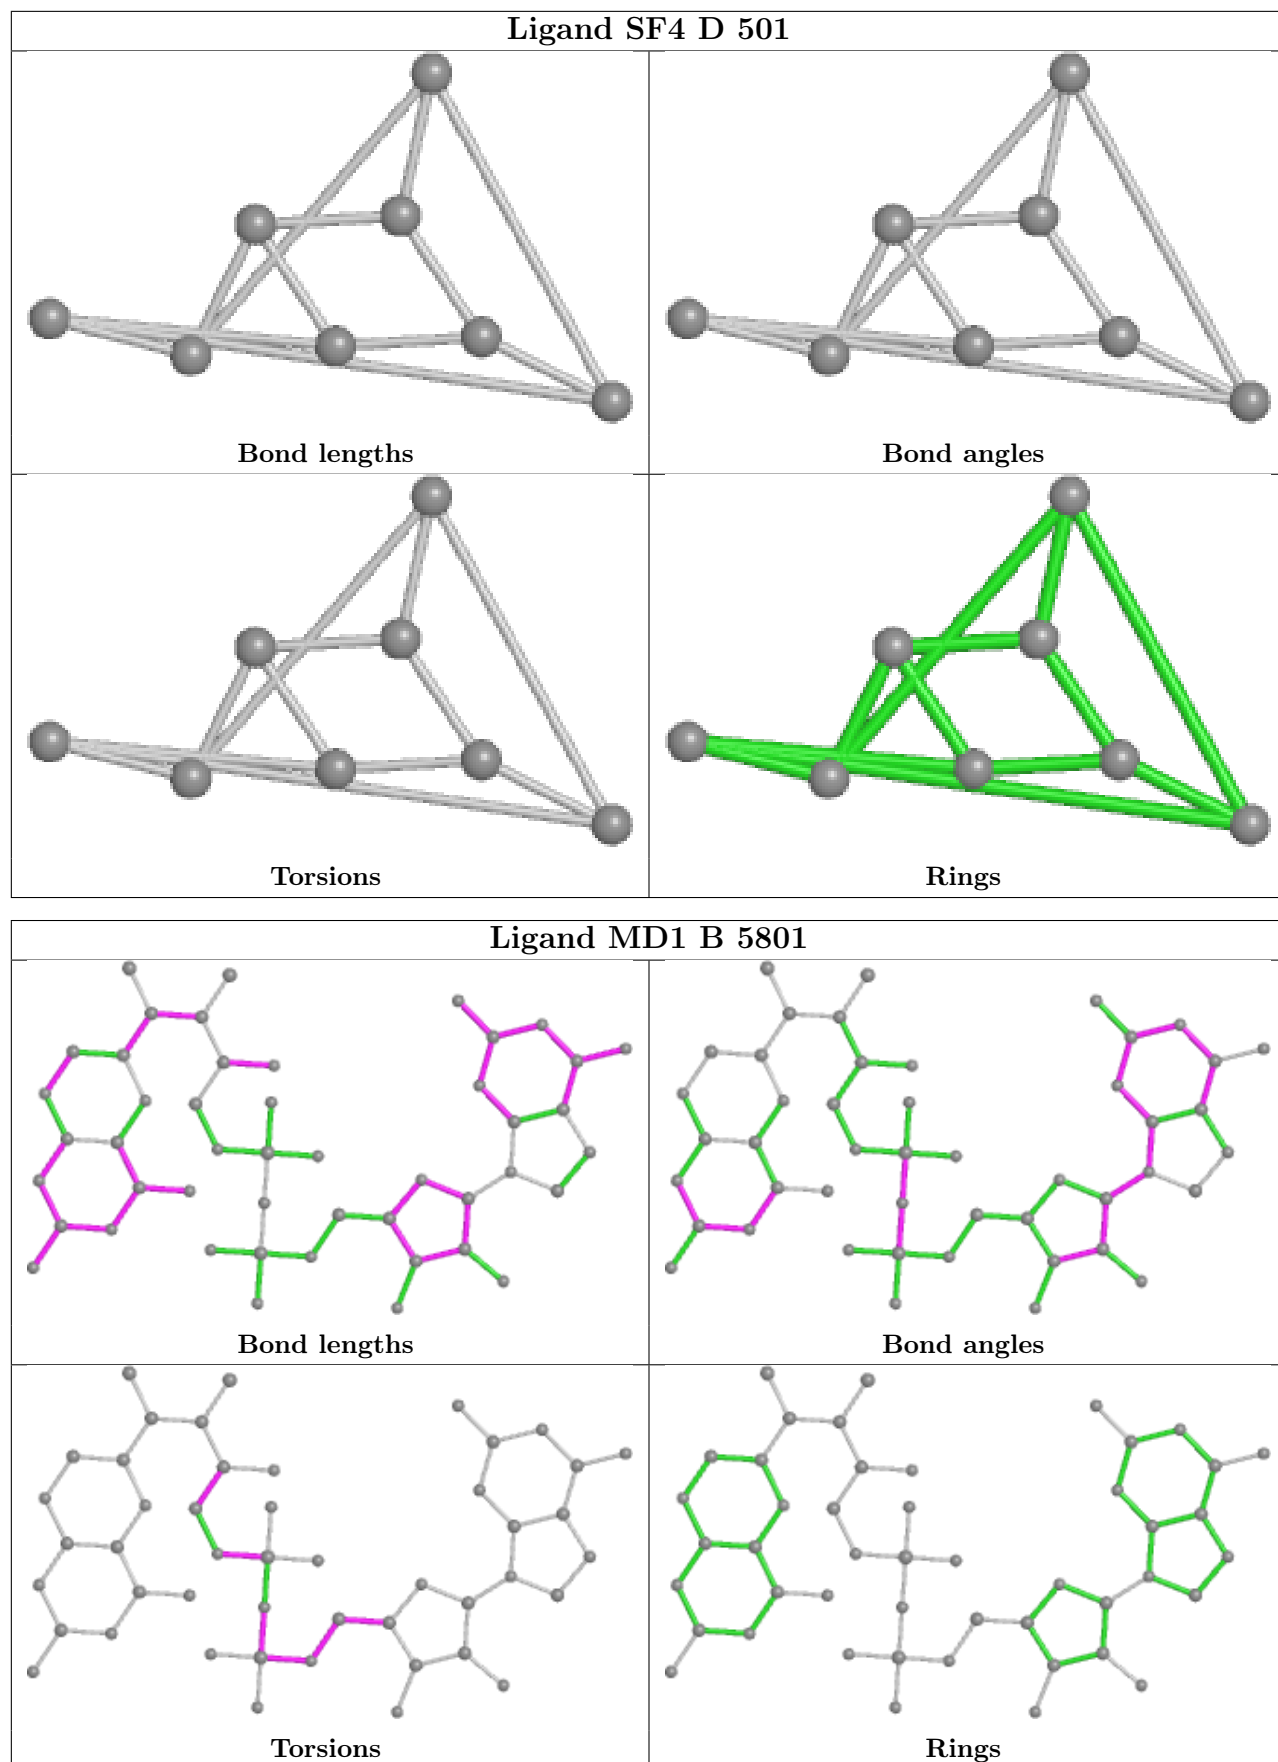 Ligand SF4 D 501
Bond lengths
Bond angles
Torsions
Rings
Ligand MD1 B 5801
Bond lengths
Bond angles
Torsions
Rings